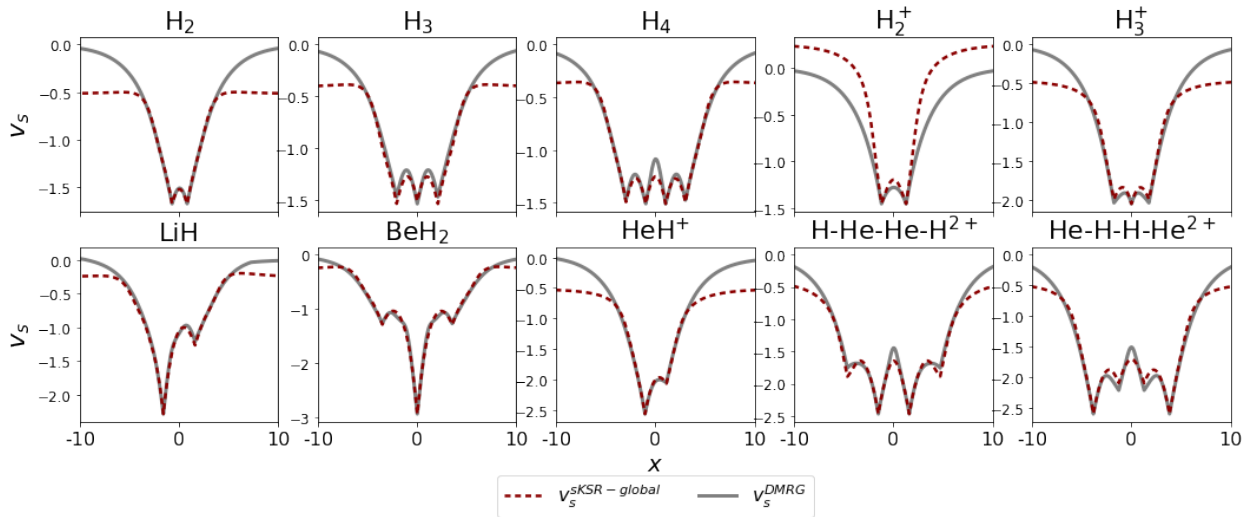 H₂ H₃ H₄ H₂⁺ H₃⁺
0.0 −0.5 −1.0 −1.5
0.0 −0.5 −1.0 −1.5
0.0 −0.5 −1.0 −1.5
0.0 −0.5 −1.0 −1.5
0.0 −0.5 −1.0 −1.5 −2.0
vₛ
LiH BeH₂ HeH⁺ H-He-He-H²⁺ He-H-H-He²⁺
0.0 −0.5 −1.0 −1.5 −2.0
0 −1 −2 −3
0.0 −0.5 −1.0 −1.5 −2.0 −2.5
0.0 −0.5 −1.0 −1.5 −2.0 −2.5
0.0 −0.5 −1.0 −1.5 −2.0 −2.5
vₛ
-10 0 10 -10 0 10 -10 0 10 -10 0 10 -10 0 10
x
vₛ^sKSR−global vₛ^DMRG